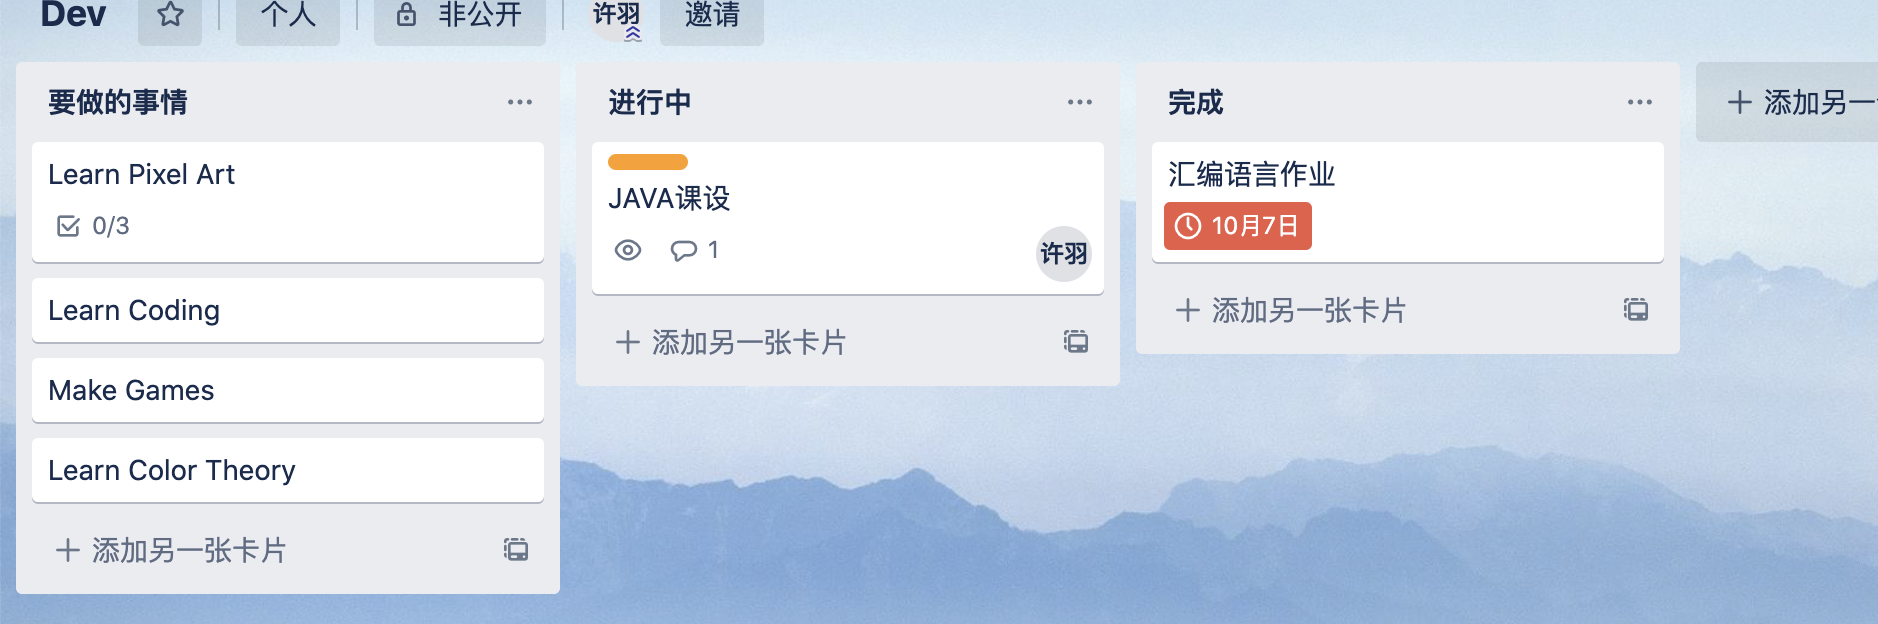 Dev 个人 非公开 许羽 邀请
要做的事情
Learn Pixel Art
0/3
Learn Coding
Make Games
Learn Color Theory
添加另一张卡片
进行中
JAVA课设
1
许羽
添加另一张卡片
完成
汇编语言作业
10月7日
添加另一张卡片
添加另一